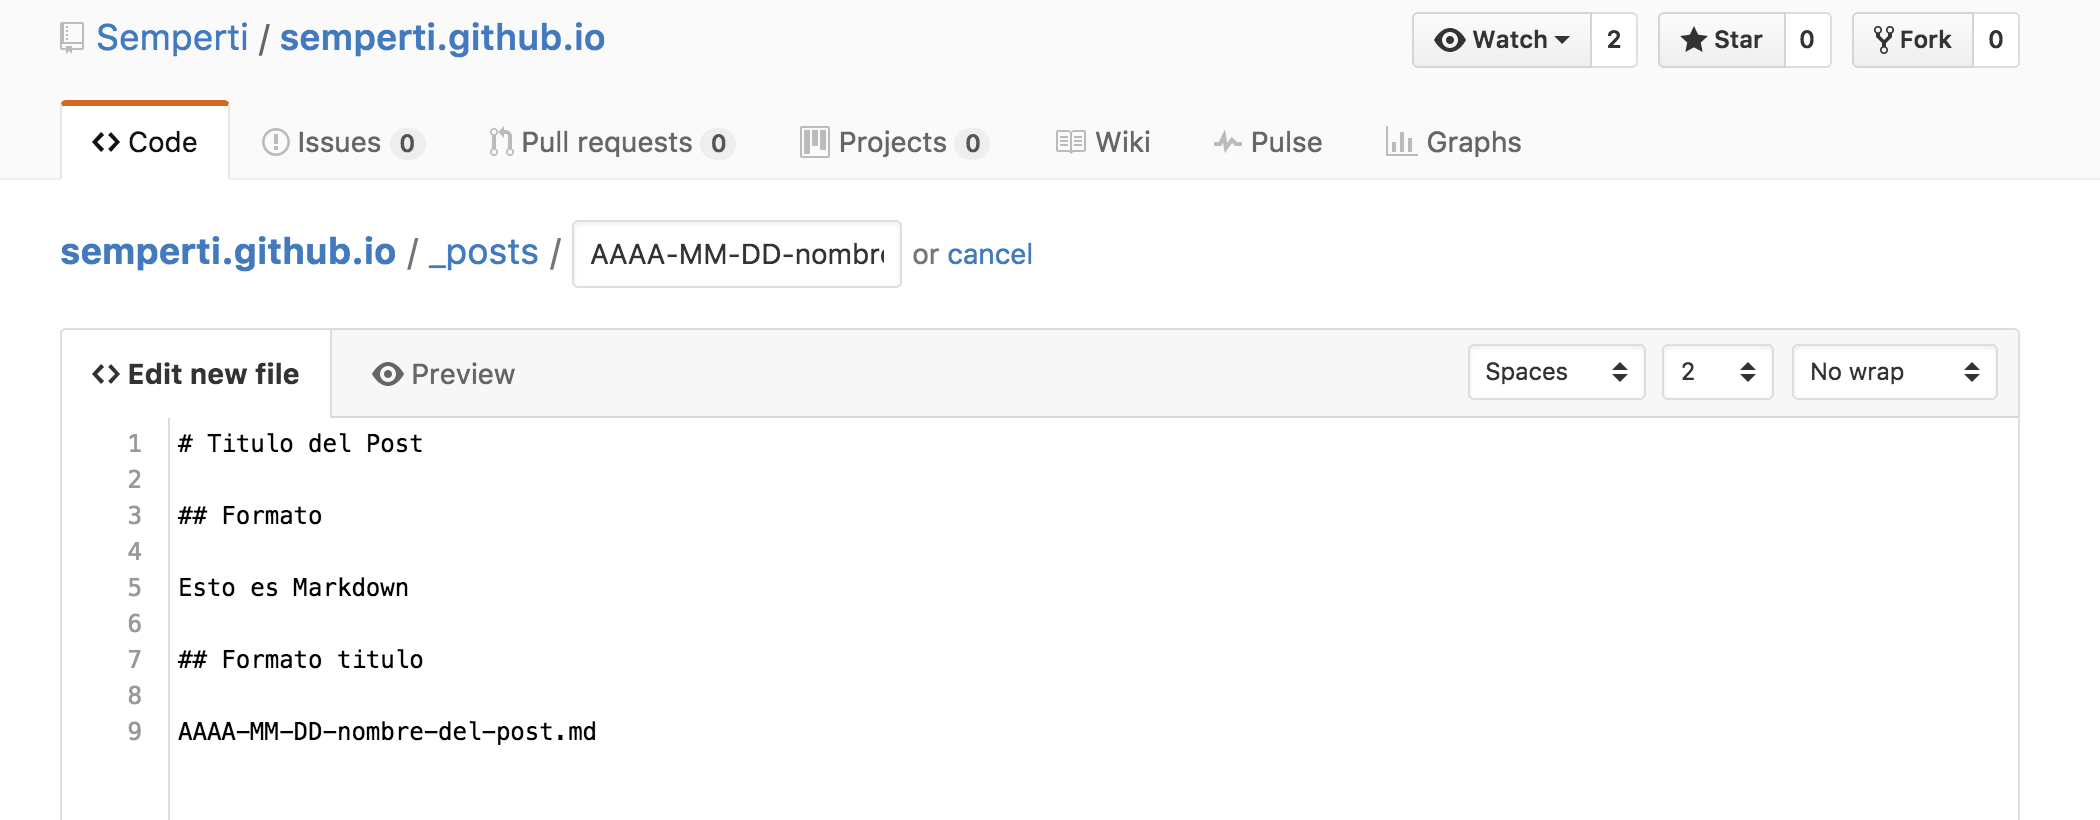 Semperti / semperti.github.io
Watch 2 Star 0 Fork 0
Code Issues 0 Pull requests 0 Projects 0 Wiki Pulse Graphs
semperti.github.io / _posts / AAAA-MM-DD-nombre or cancel
Edit new file Preview Spaces 2 No wrap
1 # Titulo del Post
2
3 ## Formato
4
5 Esto es Markdown
6
7 ## Formato titulo
8
9 AAAA-MM-DD-nombre-del-post.md